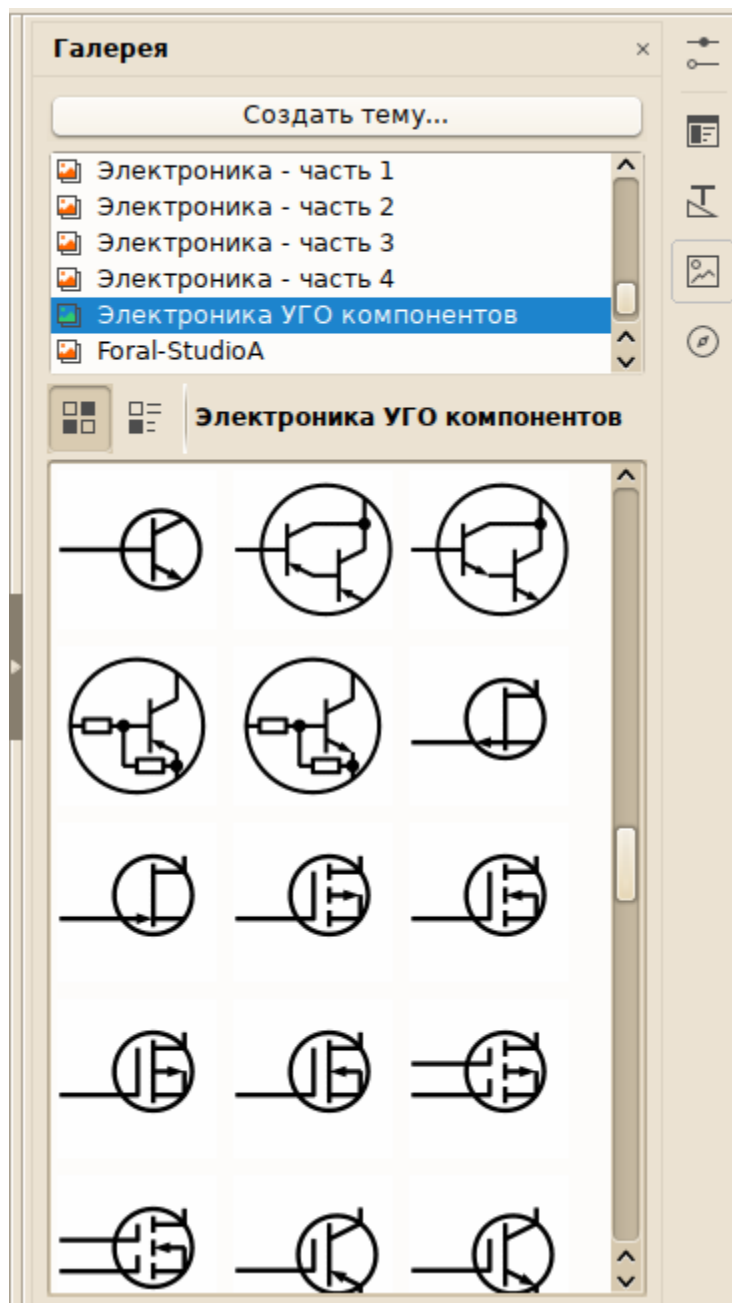 Галерея
Создать тему...
Электроника - часть 1
Электроника - часть 2
Электроника - часть 3
Электроника - часть 4
Электроника УГО компонентов
Foral-StudioA
Электроника УГО компонентов